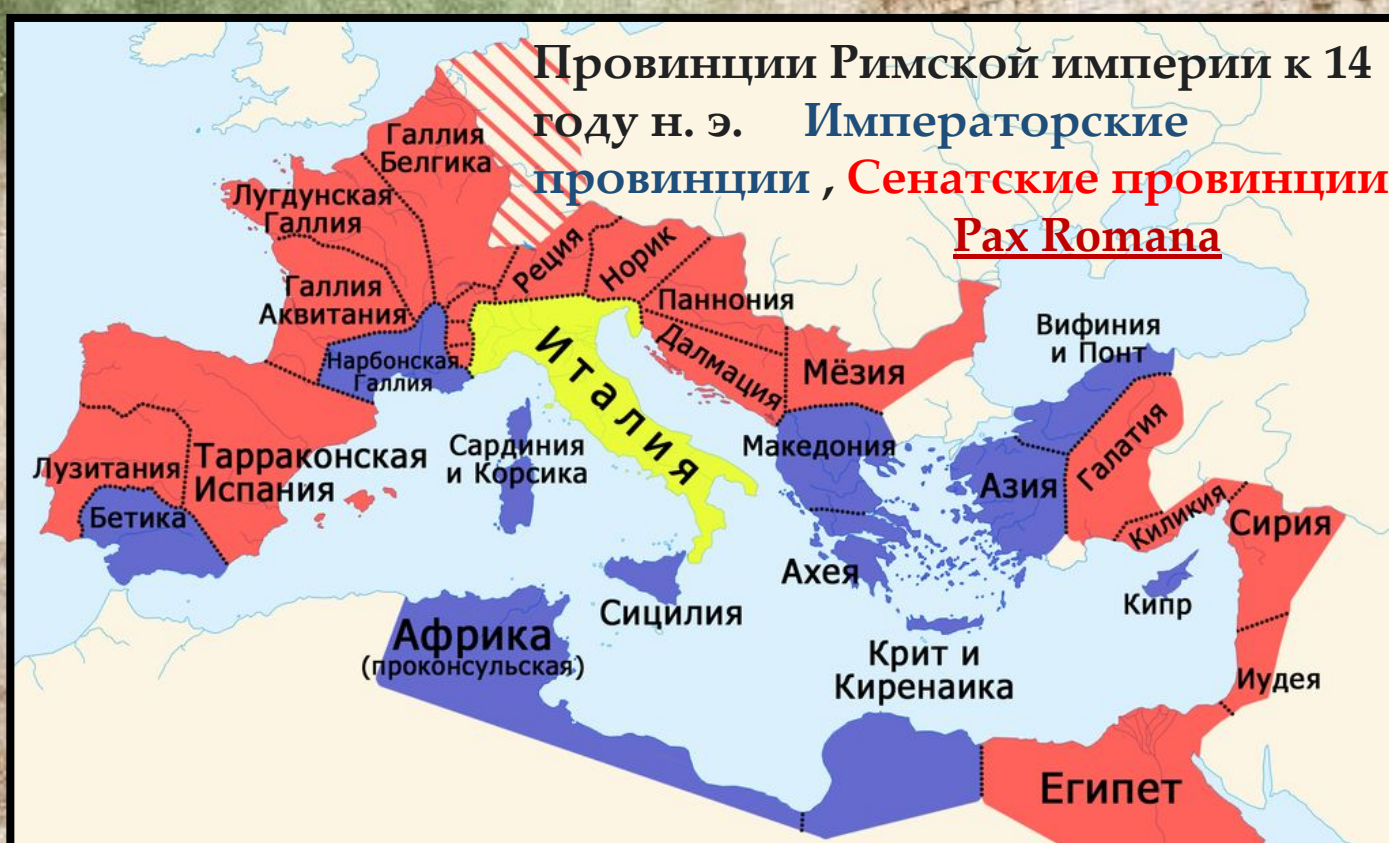 Провинции Римской империи к 14
году н. э. Императорские
провинции , Сенатские провинции
Pax Romana
Галлия
Белгика
Лугдунская
Галлия
Галлия
Аквитания
Нарбонская
Галлия
Реция
Норик
Паннония
Далмация
Мёзия
Италия
Вифиния
и Понт
Лузитания
Тарраконская
Испания
Бетика
Сардиния
и Корсика
Македония
Азия
Галатия
Киликия
Сирия
Ахея
Сицилия
Кипр
Африка
(проконсульская)
Крит и
Киренаика
Иудея
Египет